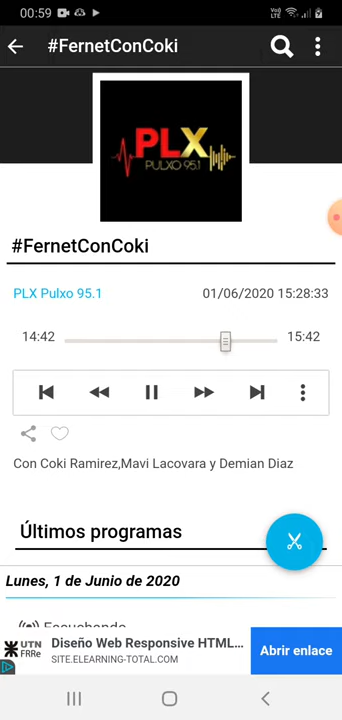 00:59
#FernetConCoki
PLX
PULXO 95.1
#FernetConCoki
PLX Pulxo 95.1 01/06/2020 15:28:33
14:42 15:42
Con Coki Ramirez,Mavi Lacovara y Demian Diaz
Últimos programas
Lunes, 1 de Junio de 2020
Escuchando
UTN
FRRe
Diseño Web Responsive HTML...
SITE.ELEARNING-TOTAL.COM
Abrir enlace